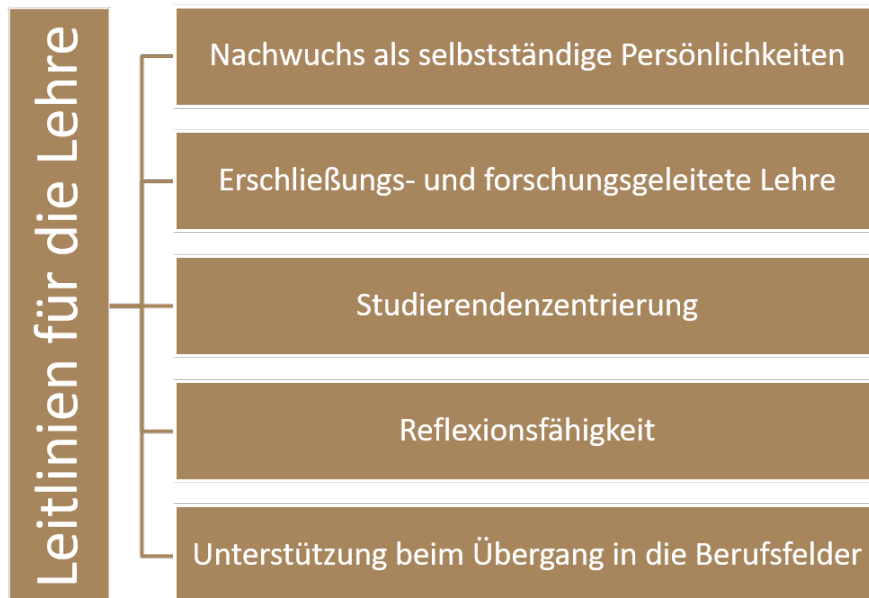 Leitlinien für die Lehre
Nachwuchs als selbstständige Persönlichkeiten
Erschließungs- und forschungsgeleitete Lehre
Studierendenzentrierung
Reflexionsfähigkeit
Unterstützung beim Übergang in die Berufsfelder